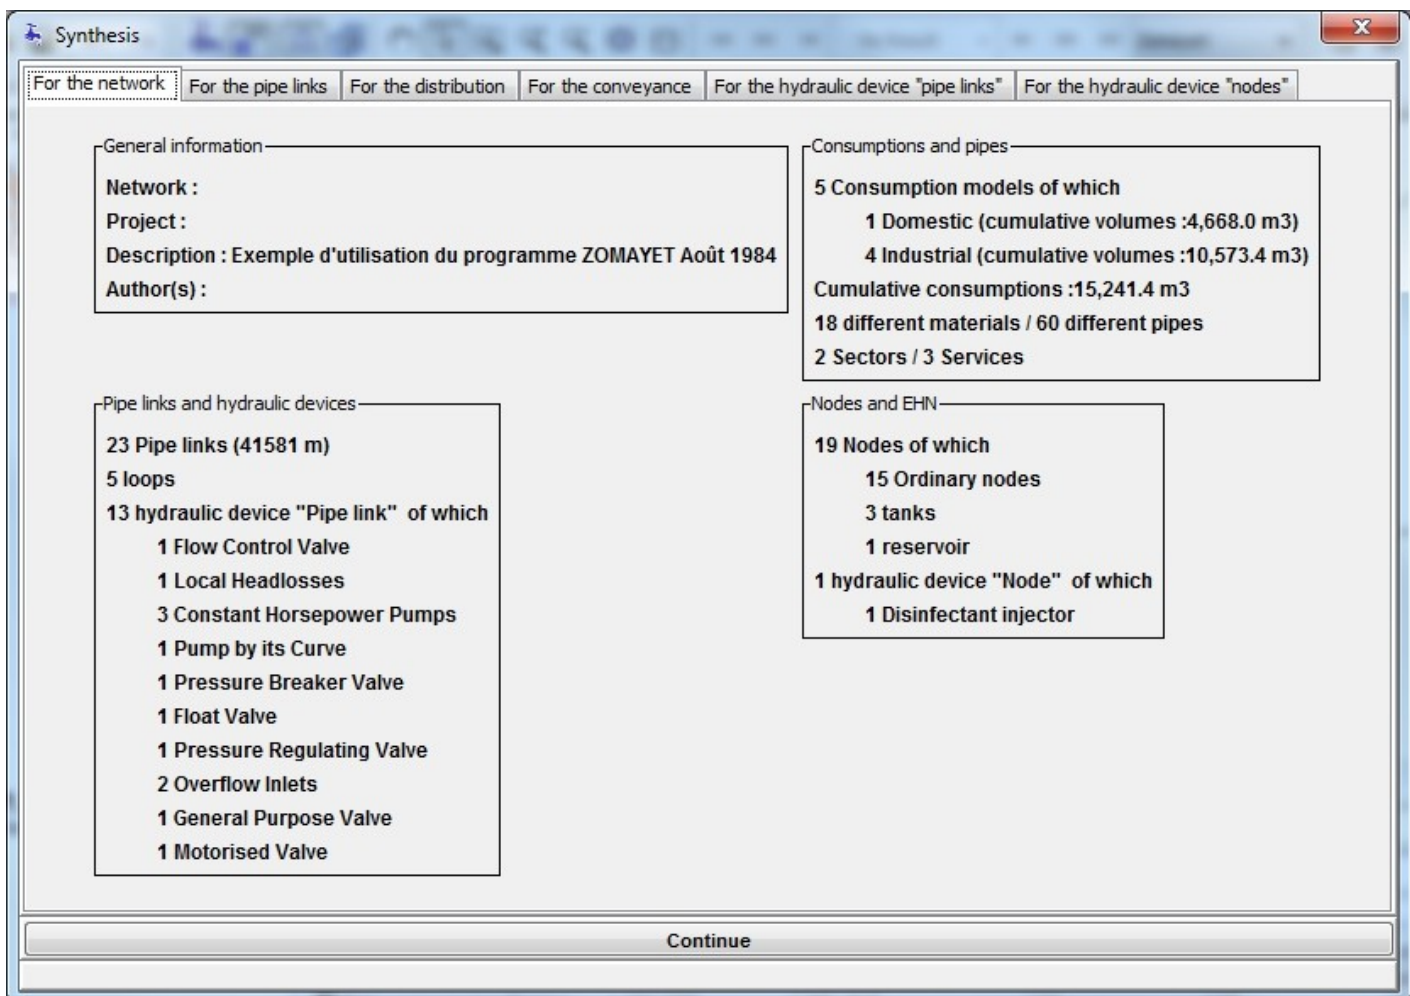 Synthesis
For the network
For the pipe links
For the distribution
For the conveyance
For the hydraulic device "pipe links"
For the hydraulic device "nodes"
General information
Network :
Project :
Description : Exemple d'utilisation du programme ZOMAYET Août 1984
Author(s) :
Consumptions and pipes
5 Consumption models of which
1 Domestic (cumulative volumes :4,668.0 m3)
4 Industrial (cumulative volumes :10,573.4 m3)
Cumulative consumptions :15,241.4 m3
18 different materials / 60 different pipes
2 Sectors / 3 Services
Pipe links and hydraulic devices
23 Pipe links (41581 m)
5 loops
13 hydraulic device "Pipe link" of which
1 Flow Control Valve
1 Local Headlosses
3 Constant Horsepower Pumps
1 Pump by its Curve
1 Pressure Breaker Valve
1 Float Valve
1 Pressure Regulating Valve
2 Overflow Inlets
1 General Purpose Valve
1 Motorised Valve
Nodes and EHN
19 Nodes of which
15 Ordinary nodes
3 tanks
1 reservoir
1 hydraulic device "Node" of which
1 Disinfectant injector
Continue